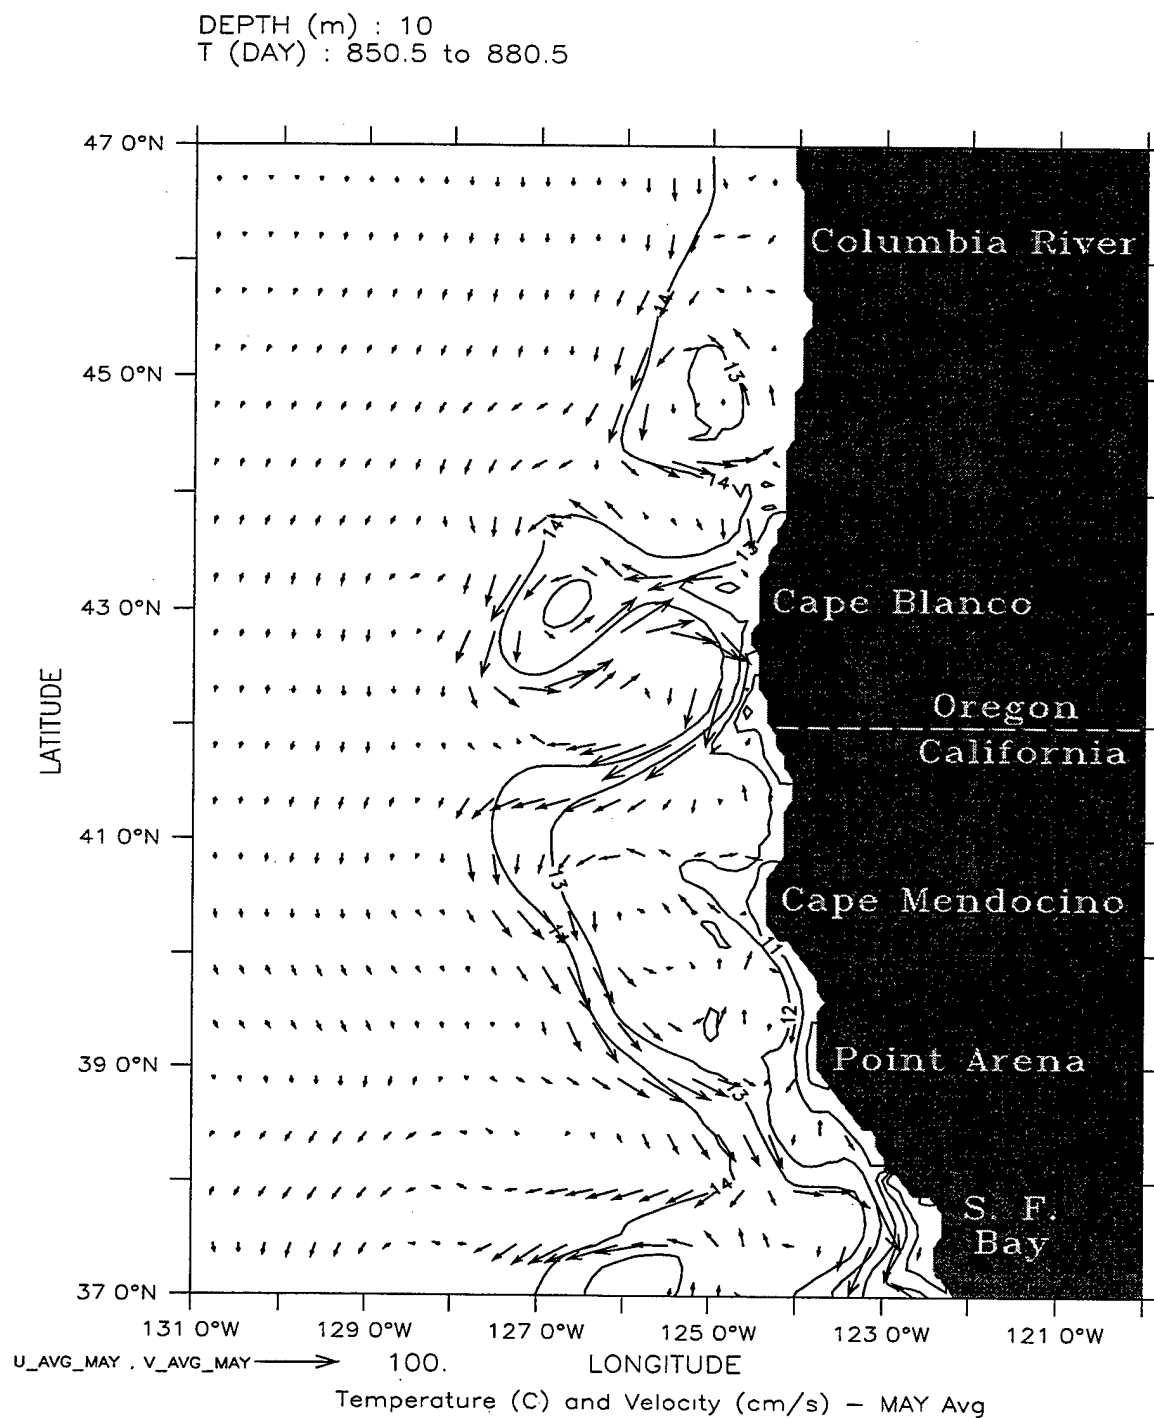 DEPTH (m) : 10
T (DAY) : 850.5 to 880.5
47 0°N
Columbia River
14
45 0°N
13
14
14
13
43 0°N
Cape Blanco
LATITUDE
Oregon
California
41 0°N
13
Cape Mendocino
14
11
12
39 0°N
Point Arena
13
14
S. F.
Bay
37 0°N
131 0°W 129 0°W 127 0°W 125 0°W 123 0°W 121 0°W
U_AVG_MAY , V_AVG_MAY 100. LONGITUDE
Temperature (C) and Velocity (cm/s) – MAY Avg